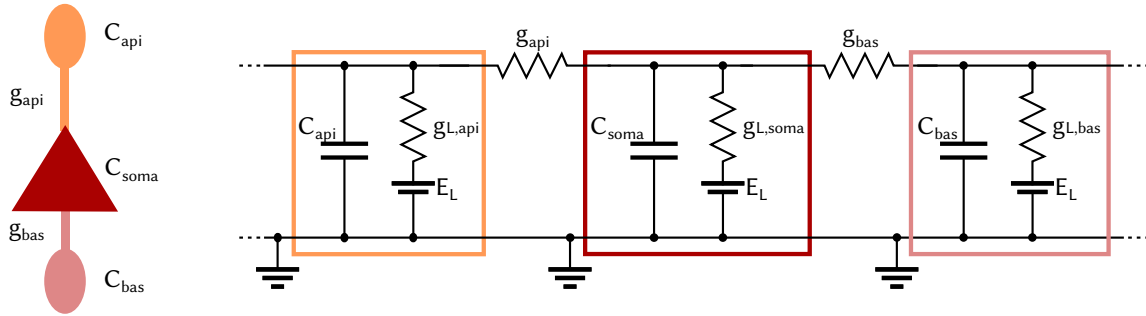 C_api
g_api
C_soma
g_bas
C_bas
g_api
g_bas
C_api
g_L,api
E_L
C_soma
g_L,soma
E_L
C_bas
g_L,bas
E_L